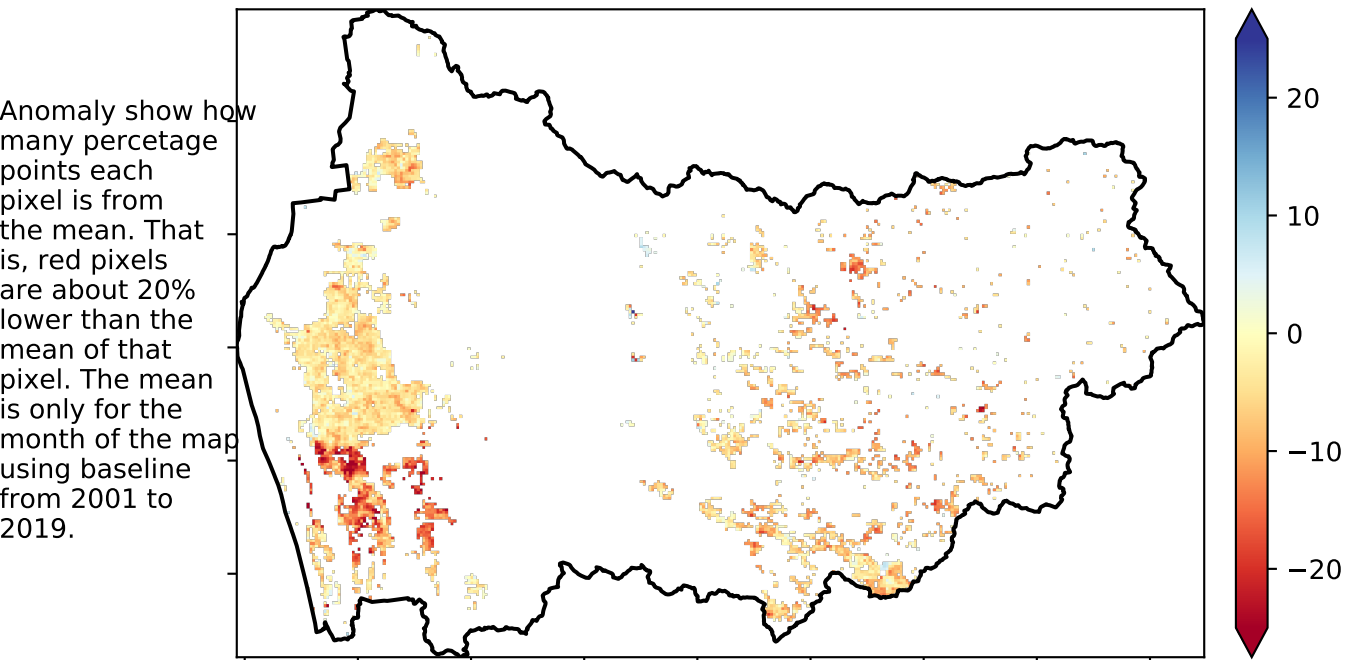 Anomaly show how
many percetage
points each
pixel is from
the mean. That
is, red pixels
are about 20%
lower than the
mean of that
pixel. The mean
is only for the
month of the map
using baseline
from 2001 to
2019.
20
10
0
−10
−20